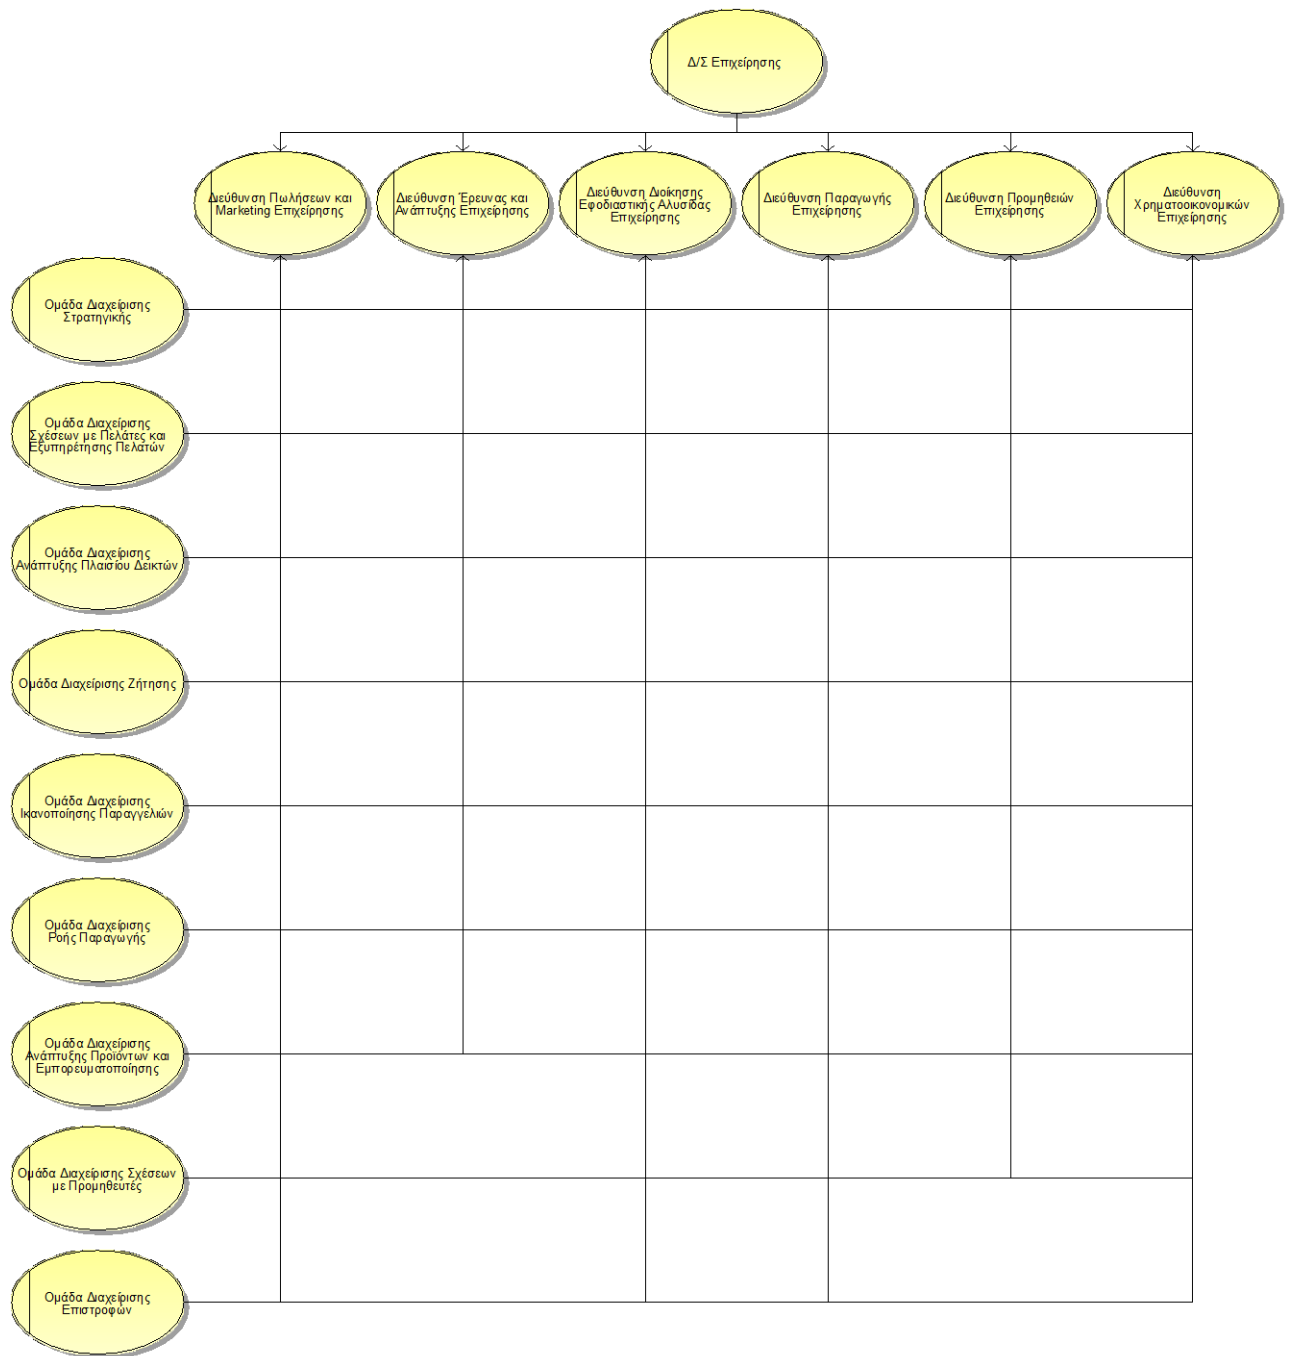 Δ/Σ Επιχείρησης
Διεύθυνση Πωλήσεων και
Marketing Επιχείρησης
Διεύθυνση Έρευνας και
Ανάπτυξης Επιχείρησης
Διεύθυνση Διοίκησης
Εφοδιαστικής Αλυσίδας
Επιχείρησης
Διεύθυνση Παραγωγής
Επιχείρησης
Διεύθυνση Προμηθειών
Επιχείρησης
Διεύθυνση
Χρηματοοικονομικών
Επιχείρησης
Ομάδα Διαχείρισης
Στρατηγικής
Ομάδα Διαχείρισης
Σχέσεων με Πελάτες και
Εξυπηρέτησης Πελατών
Ομάδα Διαχείρισης
Ανάπτυξης Πλαισίου Δεικτών
Ομάδα Διαχείρισης Ζήτησης
Ομάδα Διαχείρισης
Ικανοποίησης Παραγγελιών
Ομάδα Διαχείρισης
Ροής Παραγωγής
Ομάδα Διαχείρισης
Ανάπτυξης Προϊόντων και
Εμπορευματοποίησης
Ομάδα Διαχείρισης Σχέσεων
με Προμηθευτές
Ομάδα Διαχείρισης
Επιστροφών